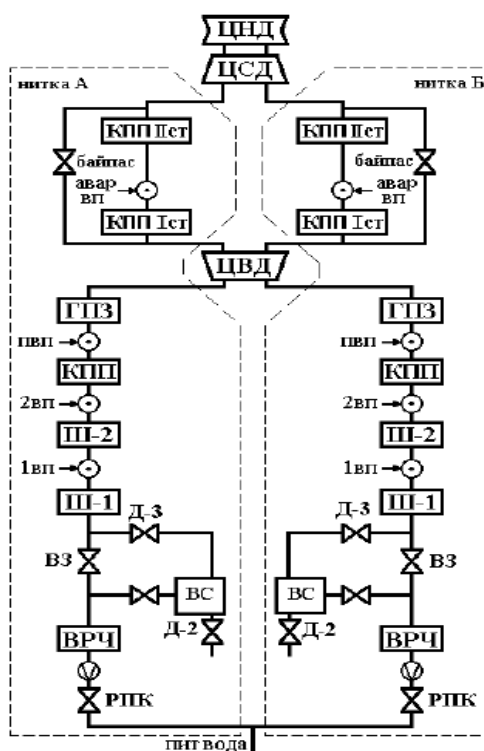 ЦНД
ЦСД
нитка А
нитка Б
КПП IIст
КПП IIст
байпас
байпас
авар
ВП
авар
ВП
КПП Iст
КПП Iст
ЦВД
ГПЗ
ГПЗ
ПВП
ПВП
КПП
КПП
2ВП
2ВП
Ш-2
Ш-2
1ВП
1ВП
Ш-1
Ш-1
Д-3
Д-3
ВЗ
ВЗ
ВС
ВС
Д-2
Д-2
ВРЧ
ВРЧ
РПК
РПК
ПИТ ВОДА